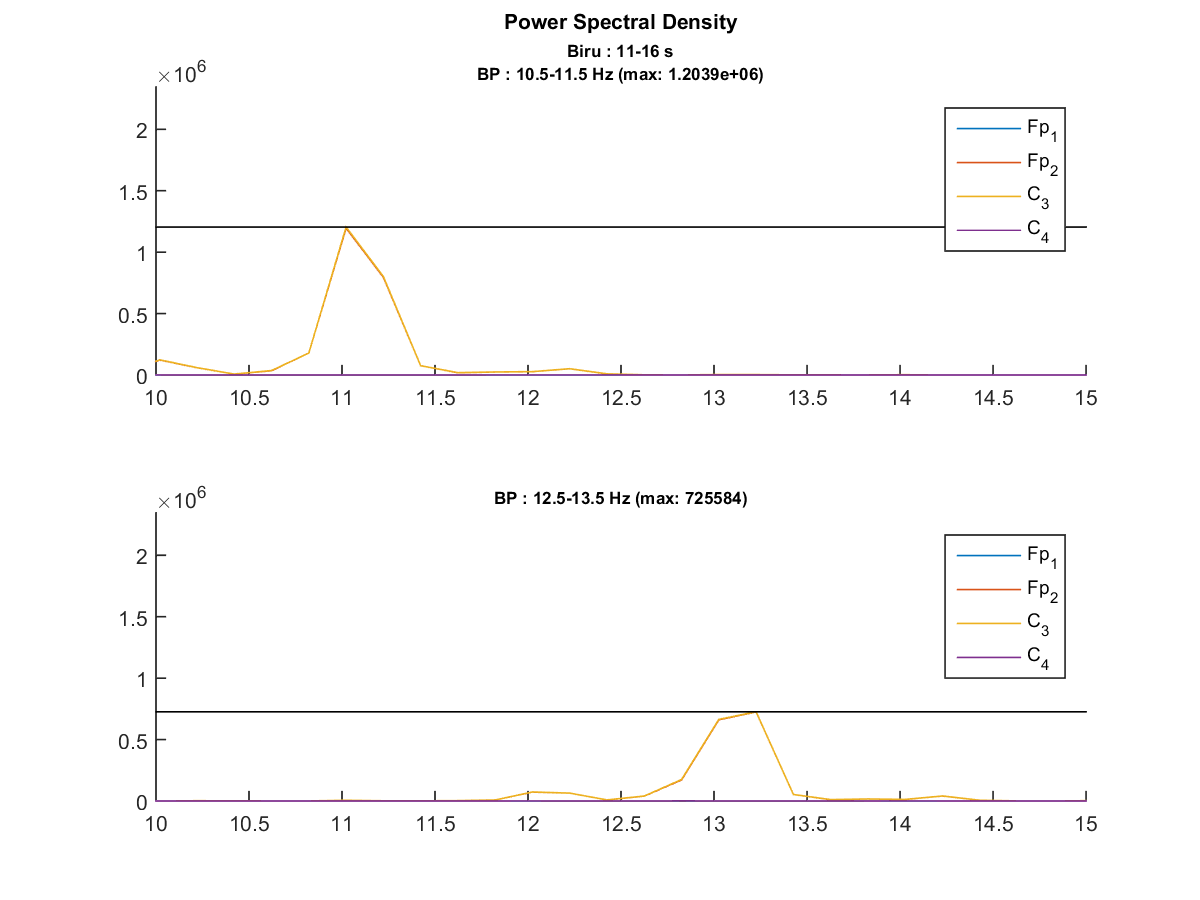 Power Spectral Density
Biru : 11-16 s
BP : 10.5-11.5 Hz (max: 1.2039e+06)
×10⁶
2
1.5
1
0.5
0
10 10.5 11 11.5 12 12.5 13 13.5 14 14.5 15
Fp₁
Fp₂
C₃
C₄
BP : 12.5-13.5 Hz (max: 725584)
×10⁶
2
1.5
1
0.5
0
10 10.5 11 11.5 12 12.5 13 13.5 14 14.5 15
Fp₁
Fp₂
C₃
C₄